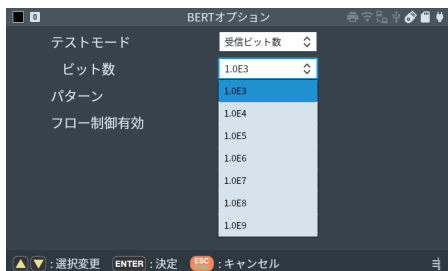 0 BERTオプション
テストモード 受信ビット数
ビット数 1.0E3
1.0E3
パターン
1.0E4
フロー制御有効
1.0E5
1.0E6
1.0E7
1.0E8
1.0E9
:選択変更 ENTER :決定 ESC :キャンセル